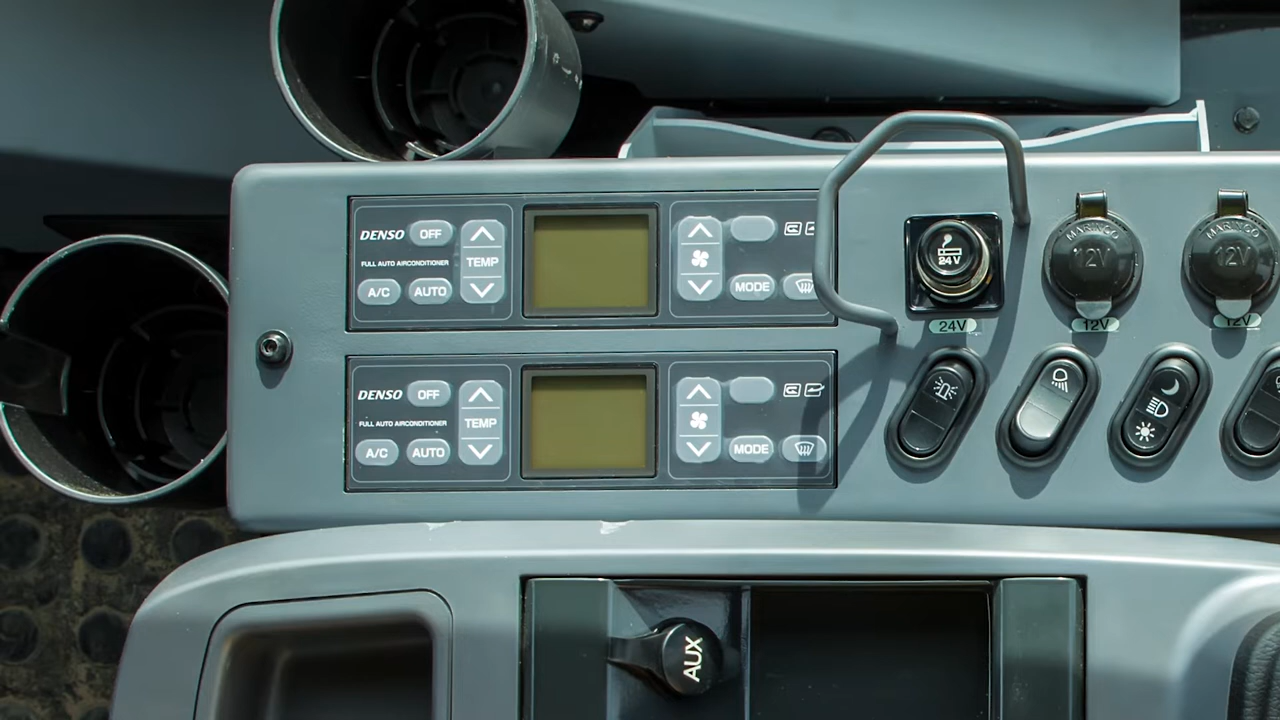 DENSO
OFF
FULL AUTO AIRCONDITIONER
TEMP
A/C
AUTO
MODE
24V
24V
MARINCO
12V
12V
MARINCO
12V
12V
DENSO
OFF
FULL AUTO AIRCONDITIONER
TEMP
A/C
AUTO
MODE
AUX